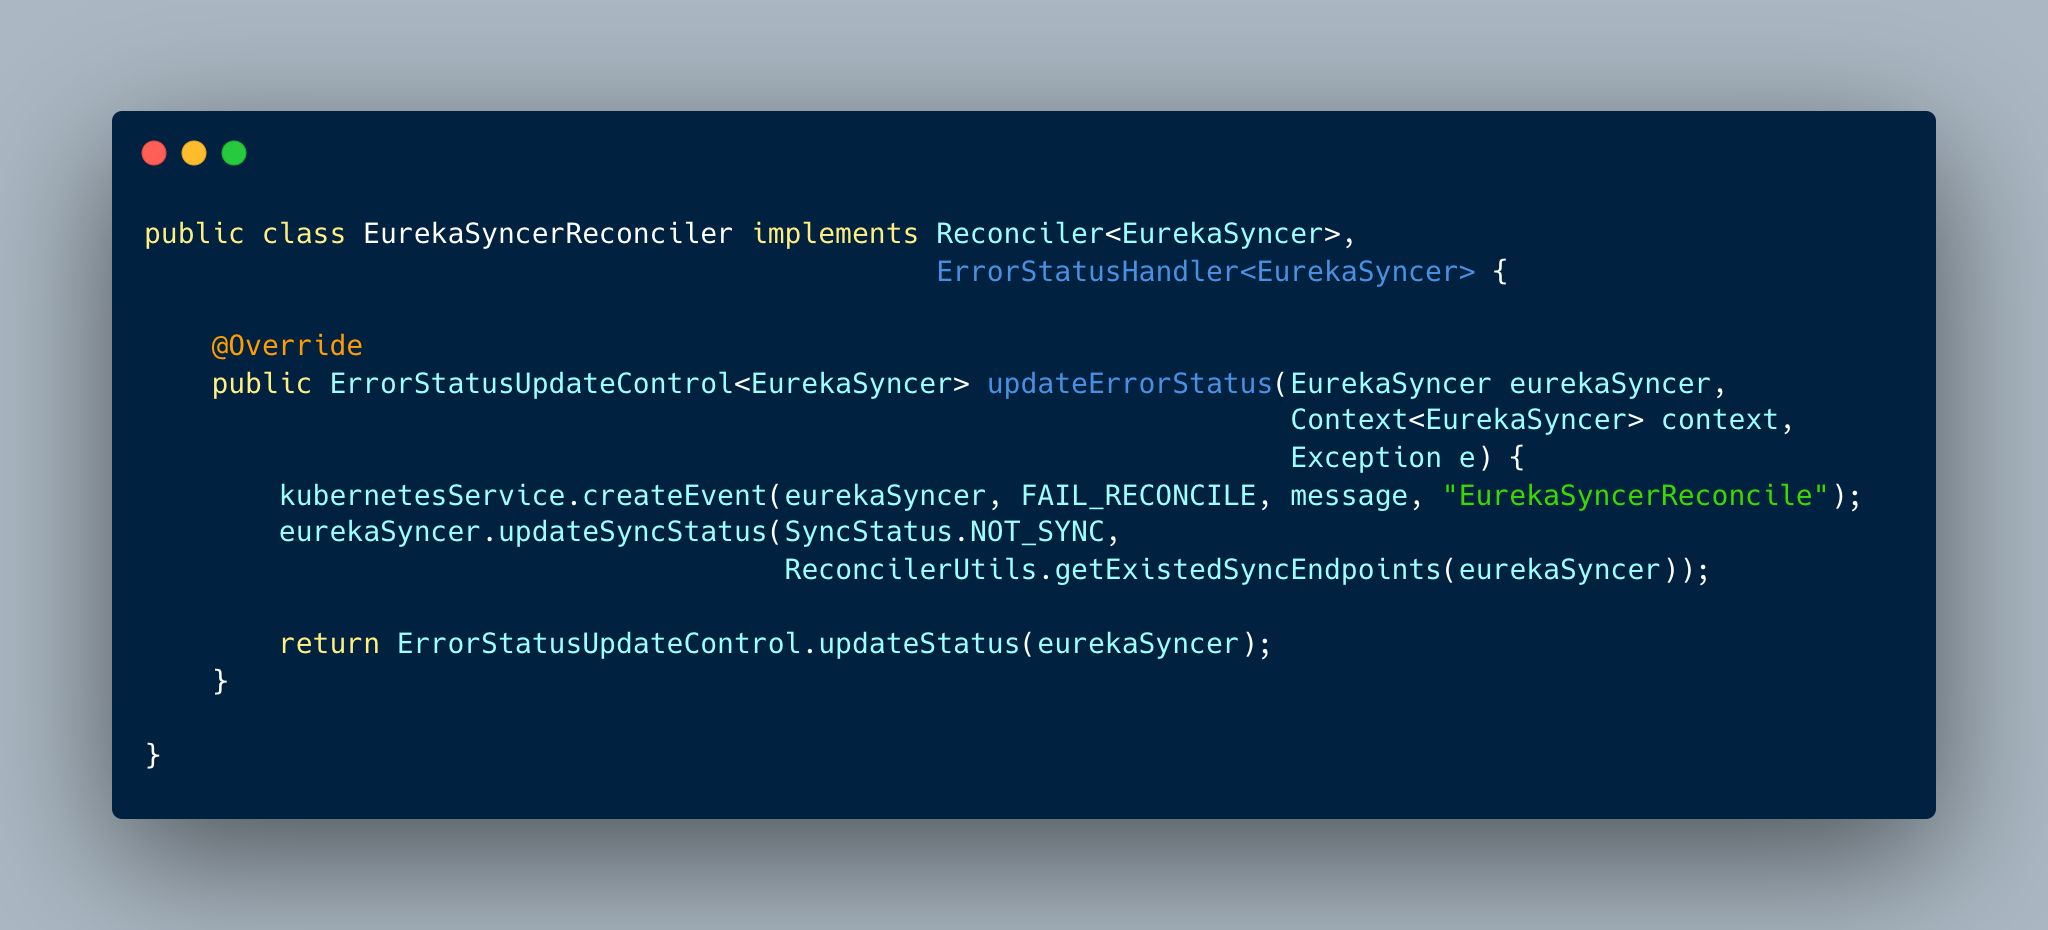 public class EurekaSyncerReconciler implements Reconciler<EurekaSyncer>,
ErrorStatusHandler<EurekaSyncer> {
@Override
public ErrorStatusUpdateControl<EurekaSyncer> updateErrorStatus(EurekaSyncer eurekaSyncer,
Context<EurekaSyncer> context,
Exception e) {
kubernetesService.createEvent(eurekaSyncer, FAIL_RECONCILE, message, "EurekaSyncerReconcile");
eurekaSyncer.updateSyncStatus(SyncStatus.NOT_SYNC,
ReconcilerUtils.getExistedSyncEndpoints(eurekaSyncer));
return ErrorStatusUpdateControl.updateStatus(eurekaSyncer);
}
}